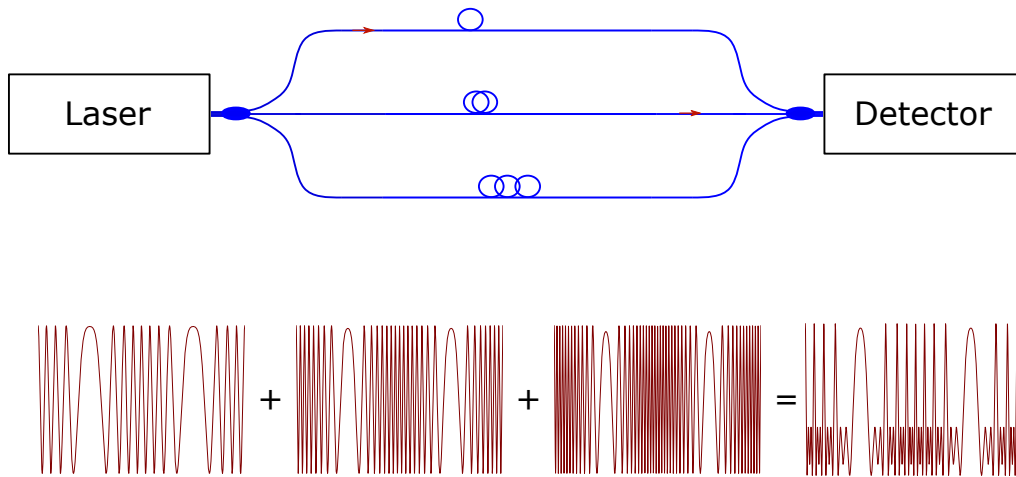 Laser
Detector
+ + =